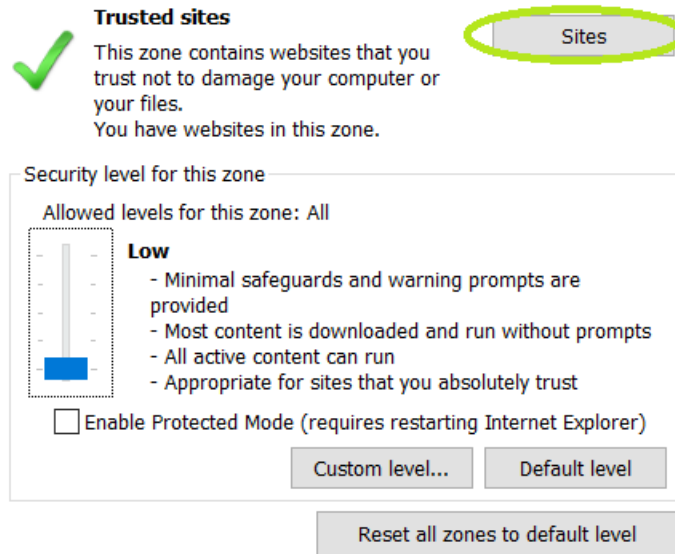 Trusted sites
Sites
This zone contains websites that you
trust not to damage your computer or
your files.
You have websites in this zone.
Security level for this zone
Allowed levels for this zone: All
Low
- Minimal safeguards and warning prompts are
provided
- Most content is downloaded and run without prompts
- All active content can run
- Appropriate for sites that you absolutely trust
Enable Protected Mode (requires restarting Internet Explorer)
Custom level...
Default level
Reset all zones to default level